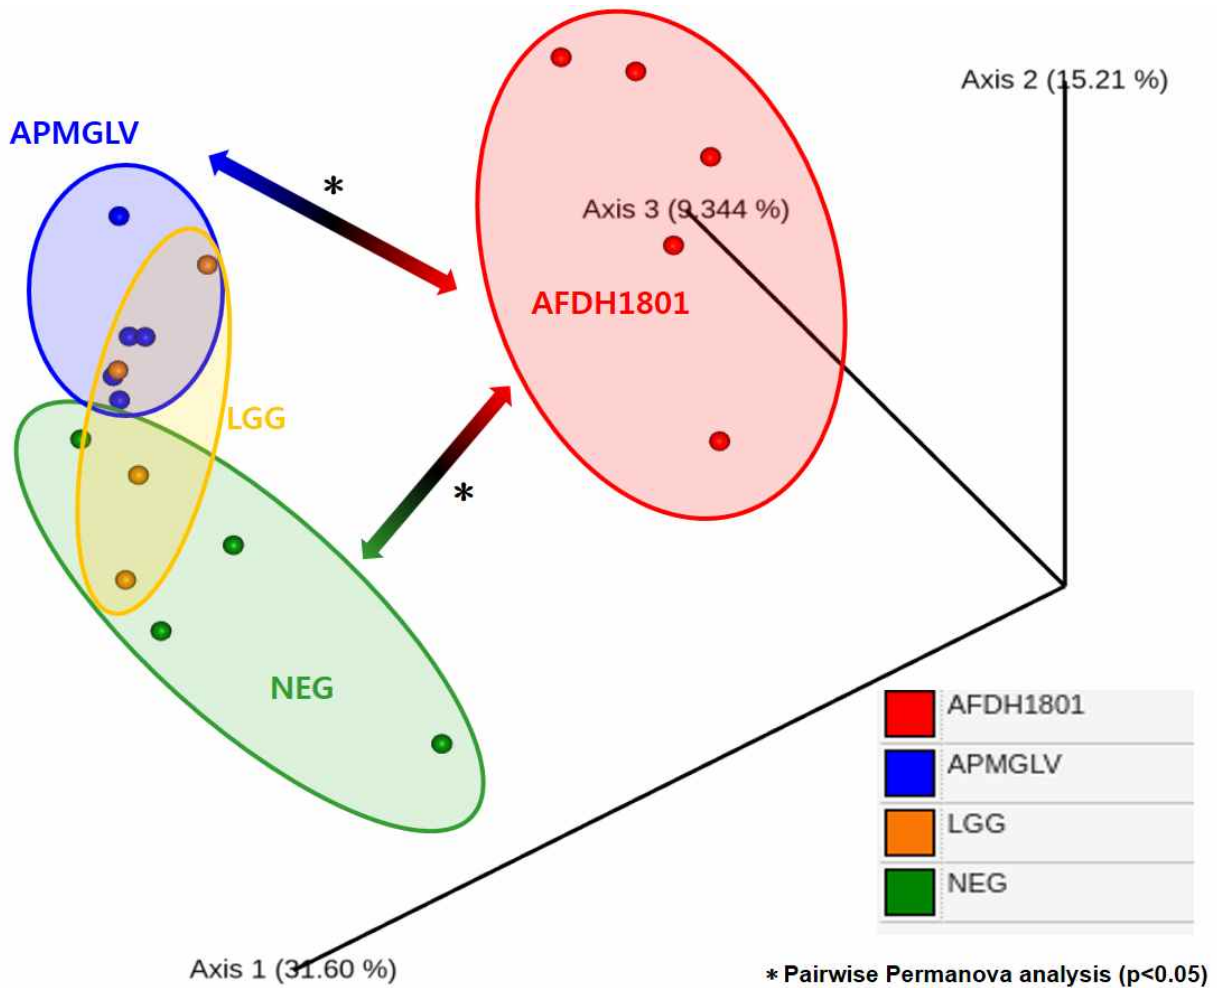 Axis 2 (15.21 %)
APMGLV
*
Axis 3 (9.344 %)
AFDH1801
LGG
*
NEG
AFDH1801
APMGLV
LGG
NEG
Axis 1 (31.60 %)
* Pairwise Permanova analysis (p<0.05)